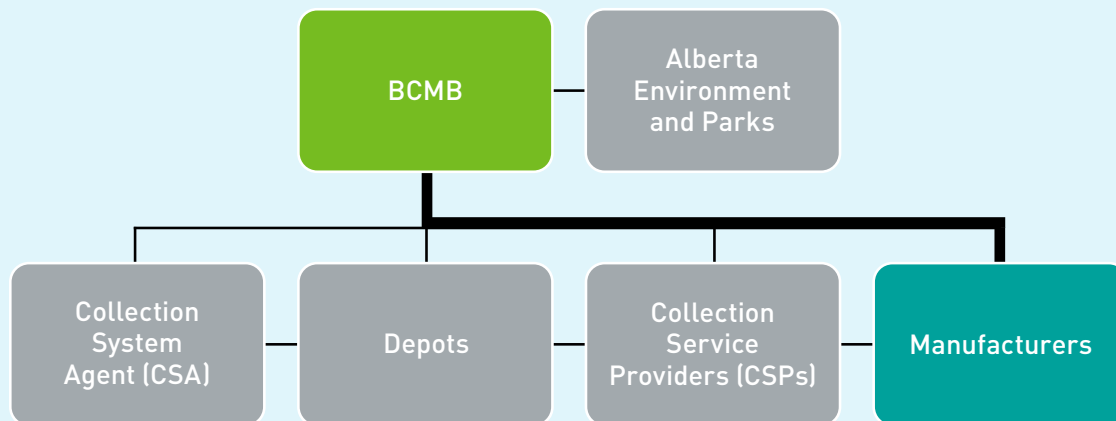 BCMB
Alberta
Environment
and Parks
Collection
System
Agent (CSA)
Depots
Collection
Service
Providers (CSPs)
Manufacturers